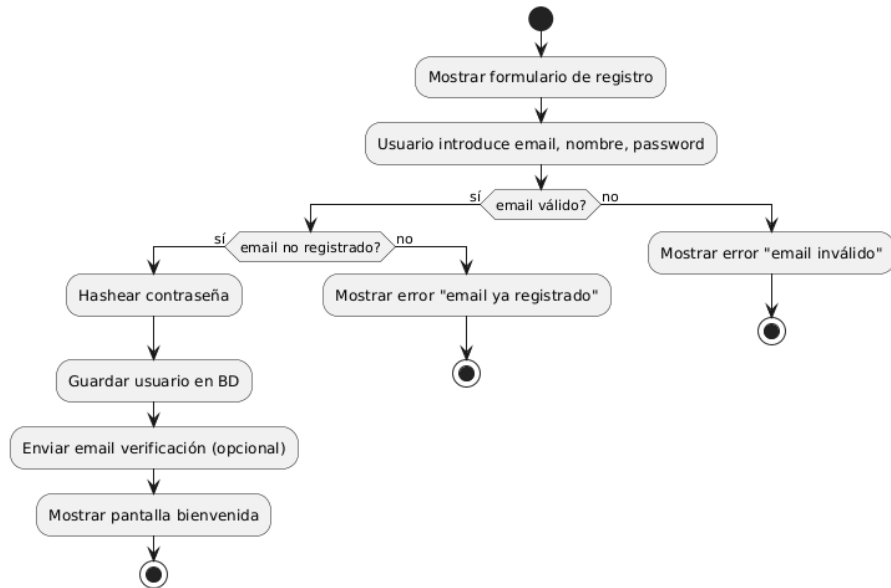 Mostrar formulario de registro
Usuario introduce email, nombre, password
sí
email válido?
no
sí
email no registrado?
no
Mostrar error "email inválido"
Hashear contraseña
Mostrar error "email ya registrado"
Guardar usuario en BD
Enviar email verificación (opcional)
Mostrar pantalla bienvenida